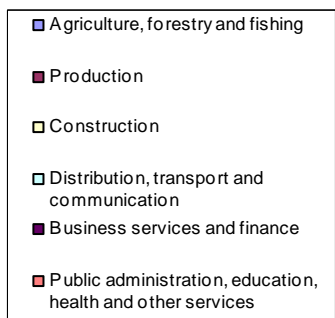 Agriculture, forestry and fishing
Production
Construction
Distribution, transport and
communication
Business services and finance
Public administration, education,
health and other services